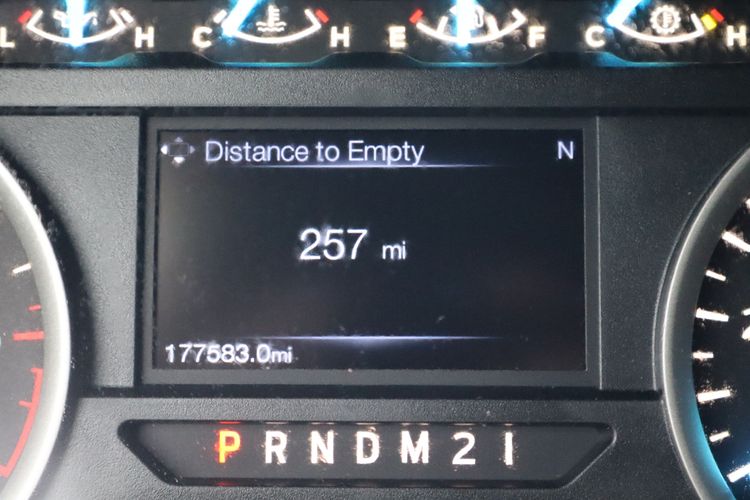 L H C H E F C H
Distance to Empty N
257 mi
177583.0mi
P R N D M 2 1